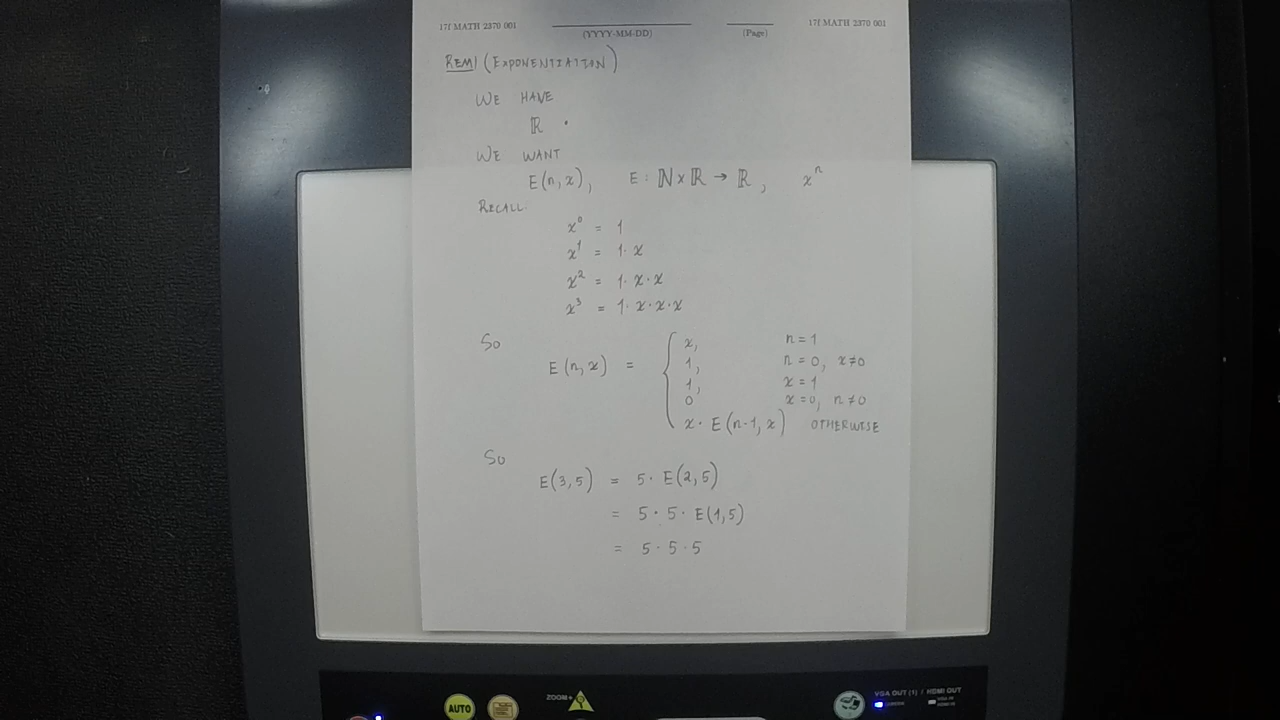 17f MATH 2370 001 (YYYY-MM-DD) (Page) 17f MATH 2370 001
REM| (EXPONENTIATION)
WE HAVE
ℝ ·
WE WANT
E(n,x), E: ℕ×ℝ → ℝ, xⁿ
RECALL
x⁰ = 1
x¹ = 1·x
x² = 1·x·x
x³ = 1·x·x·x
SO
E(n,x) = { x, n=1
1, n=0, x≠0
1, x=1
0 x=0, n≠0
x·E(n-1,x) OTHERWISE
SO
E(3,5) = 5·E(2,5)
= 5·5·E(1,5)
= 5·5·5
AUTO ZOOM+ VGA OUT (1) / HDMI OUT